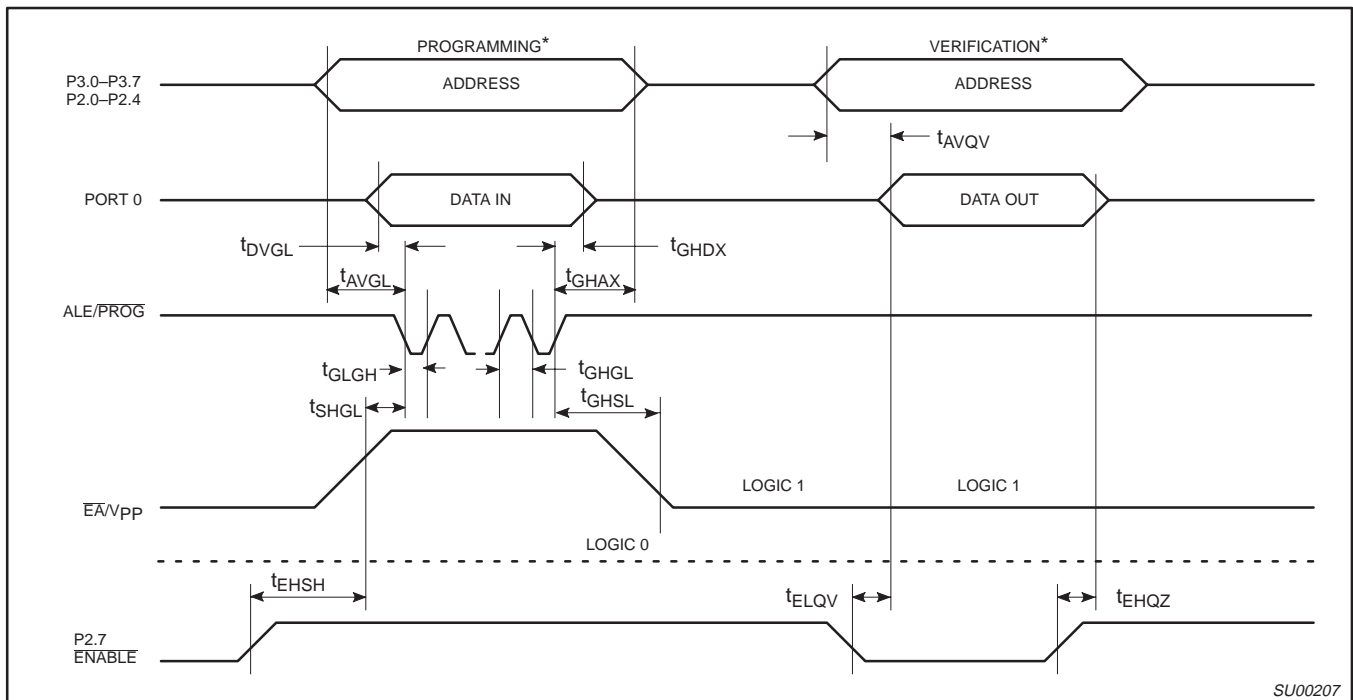 PROGRAMMING*
VERIFICATION*
P3.0–P3.7
P2.0–P2.4
ADDRESS
ADDRESS
tAVQV
PORT 0
DATA IN
DATA OUT
tDVGL
tGHDX
tAVGL
tGHAX
ALE/PROG
tGLGH
tGHGL
tSHGL
tGHSL
LOGIC 1
LOGIC 1
EA/VPP
LOGIC 0
tEHSH
tELQV
tEHQZ
P2.7
ENABLE
SU00207